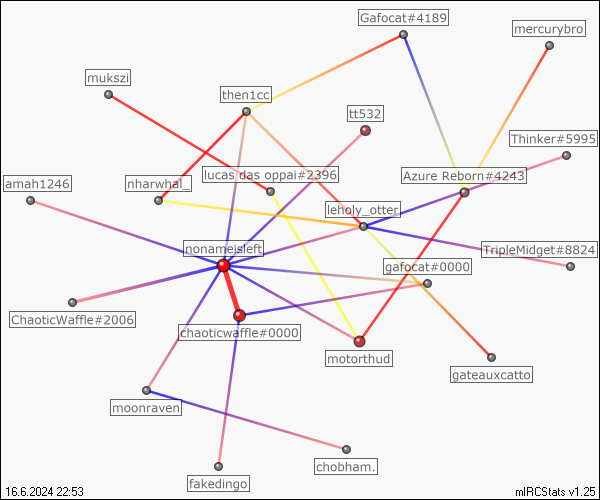 Gafocat#4189
mercurybro
mukszi
then1cc
tt532
Thinker#5995
amah1246
nharwhal_
lucas das oppai#2396
Azure Reborn#4243
leholy_otter
nonameisleft
TripleMidget#8824
gafocat#0000
ChaoticWaffle#2006
chaoticwaffle#0000
motorthud
gateauxcatto
moonraven
chobham.
fakedingo
16.6.2024 22:53
mIRCStats v1.25